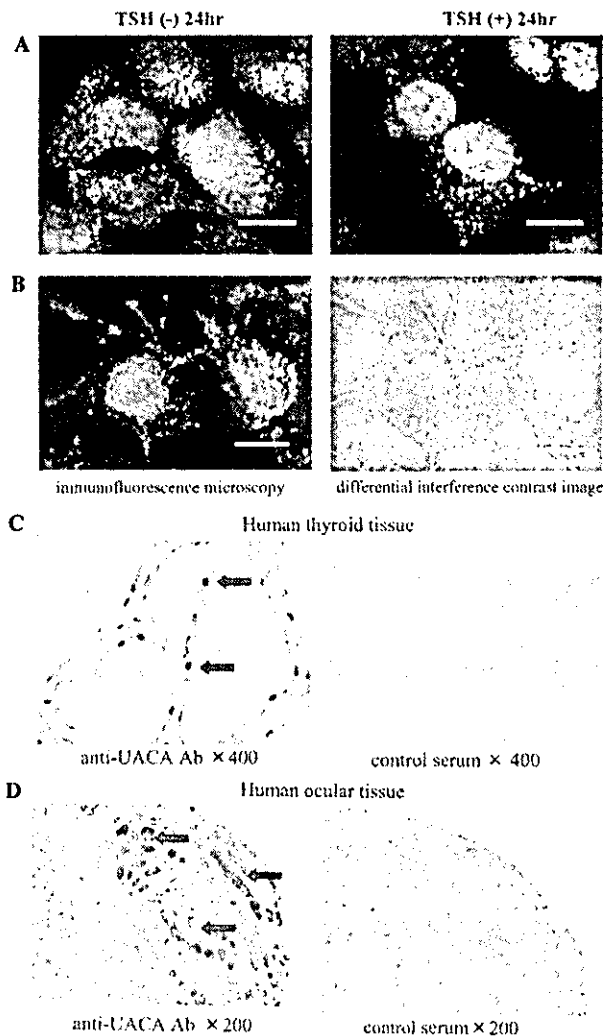 TSH (-) 24hr
TSH (+) 24hr
A
B
immunofluorescence microscopy
differential interference contrast image
C
Human thyroid tissue
anti-UACA Ab × 400
control serum × 400
D
Human ocular tissue
anti-UACA Ab × 200
control serum × 200